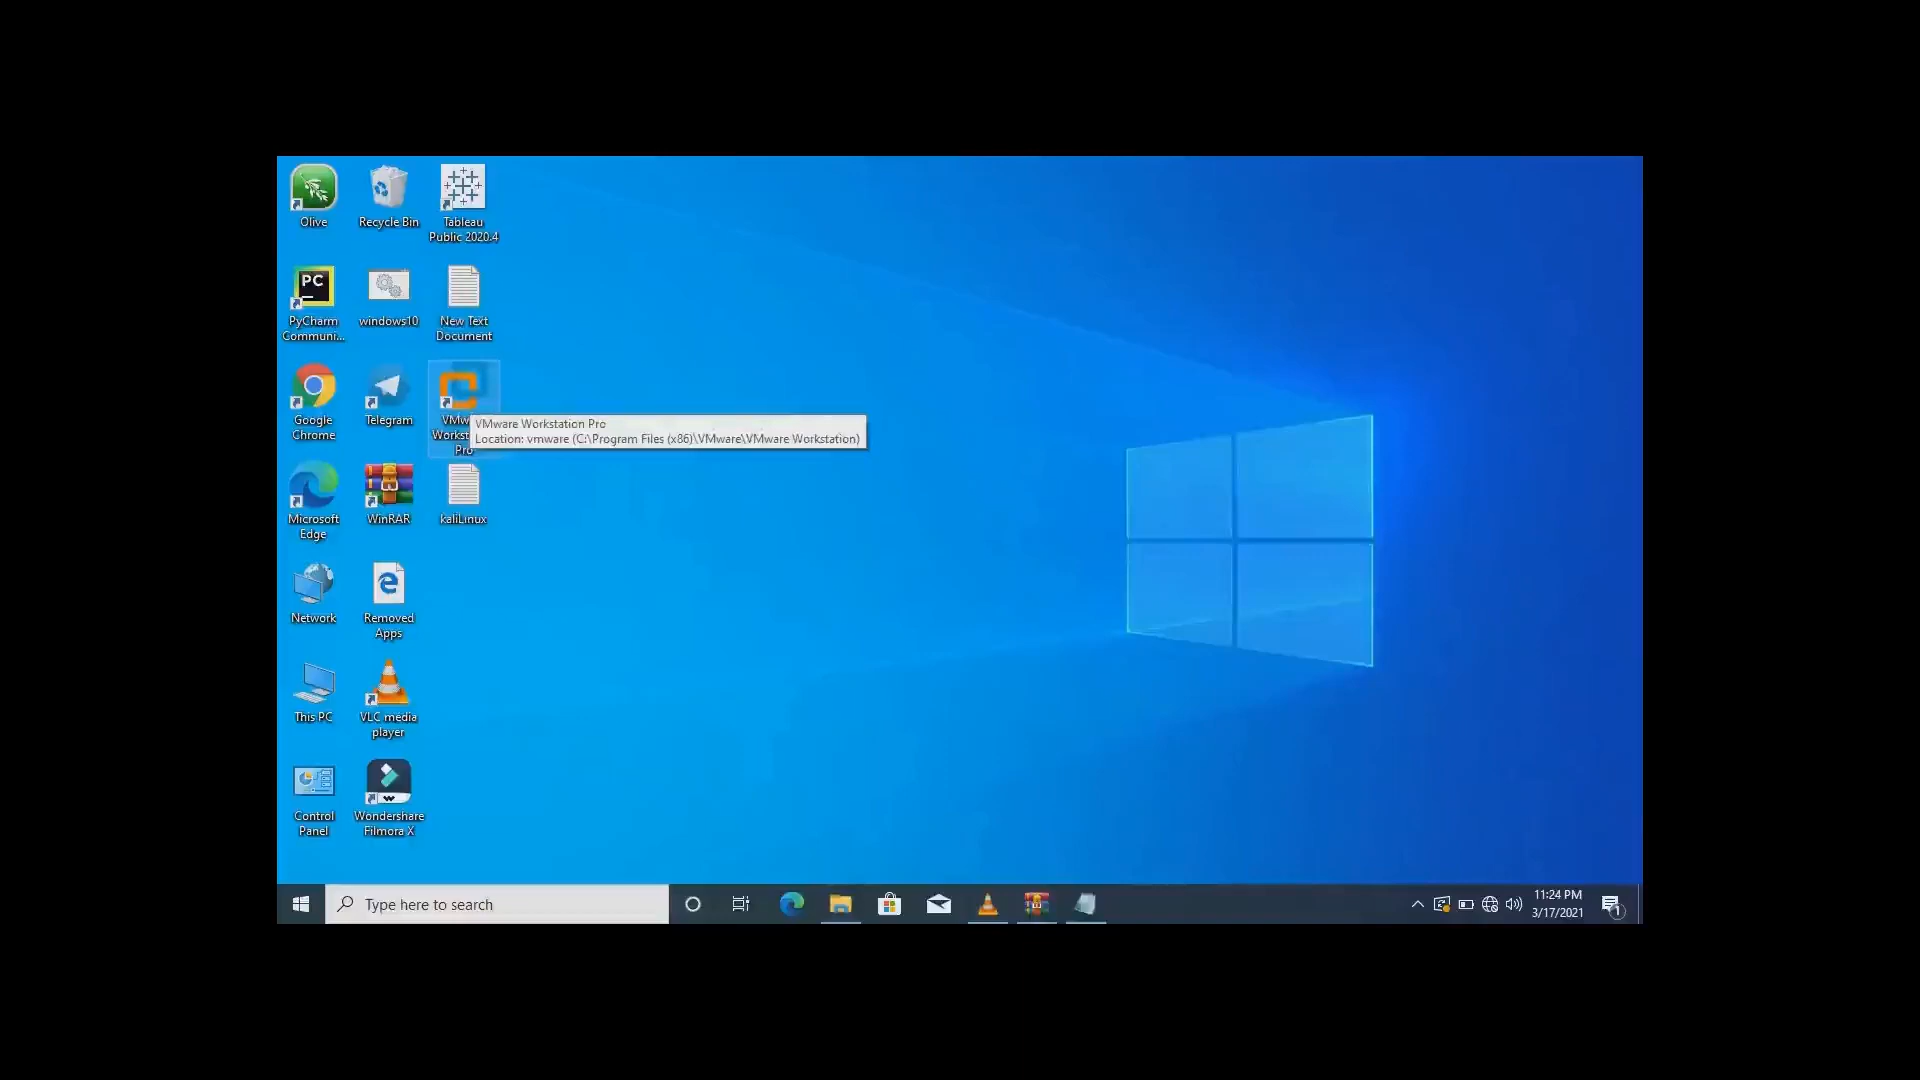 Olive
Recycle Bin
Tableau
Public 2020.4
PC
PyCharm
Communi...
windows10
New Text
Document
Google
Chrome
Telegram
VMw
Workst
Pro
VMware Workstation Pro
Location: vmware (C:\Program Files (x86)\VMware\VMware Workstation)
Microsoft
Edge
WinRAR
kaliLinux
Network
Removed
Apps
This PC
VLC media
player
Control
Panel
Wondershare
Filmora X
Type here to search
11:24 PM
3/17/2021
1